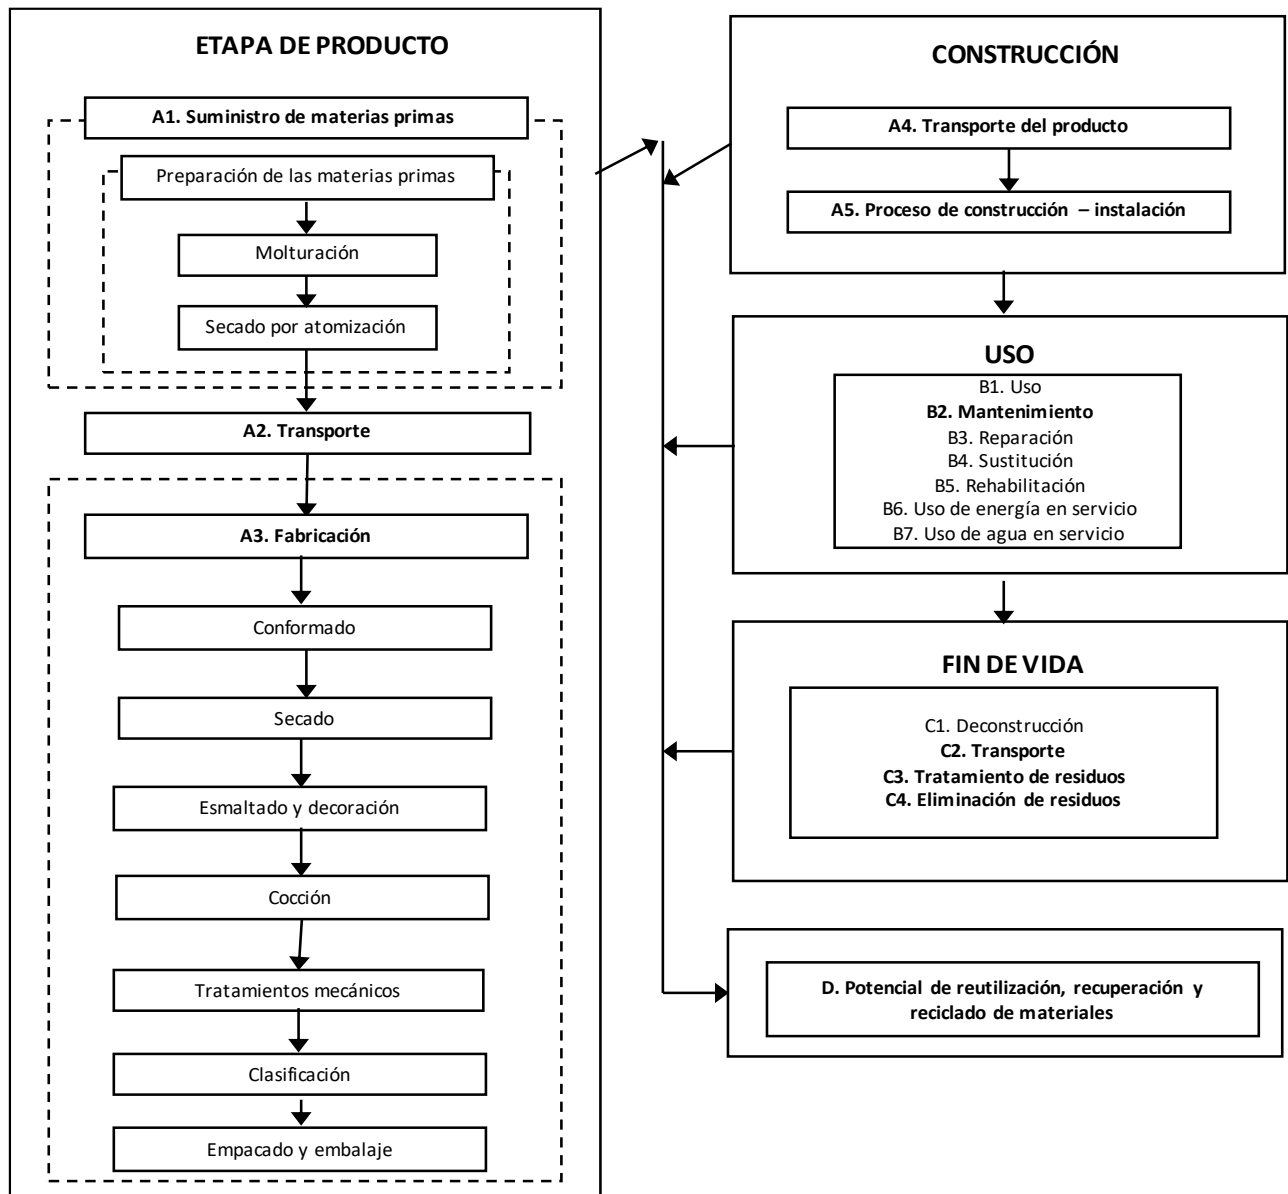 ETAPA DE PRODUCTO
A1. Suministro de materias primas
Preparación de las materias primas
Molturación
Secado por atomización
A2. Transporte
A3. Fabricación
Conformado
Secado
Esmaltado y decoración
Cocción
Tratamientos mecánicos
Clasificación
Empacado y embalaje
CONSTRUCCIÓN
A4. Transporte del producto
A5. Proceso de construcción – instalación
USO
B1. Uso
B2. Mantenimiento
B3. Reparación
B4. Sustitución
B5. Rehabilitación
B6. Uso de energía en servicio
B7. Uso de agua en servicio
FIN DE VIDA
C1. Deconstrucción
C2. Transporte
C3. Tratamiento de residuos
C4. Eliminación de residuos
D. Potencial de reutilización, recuperación y
reciclado de materiales